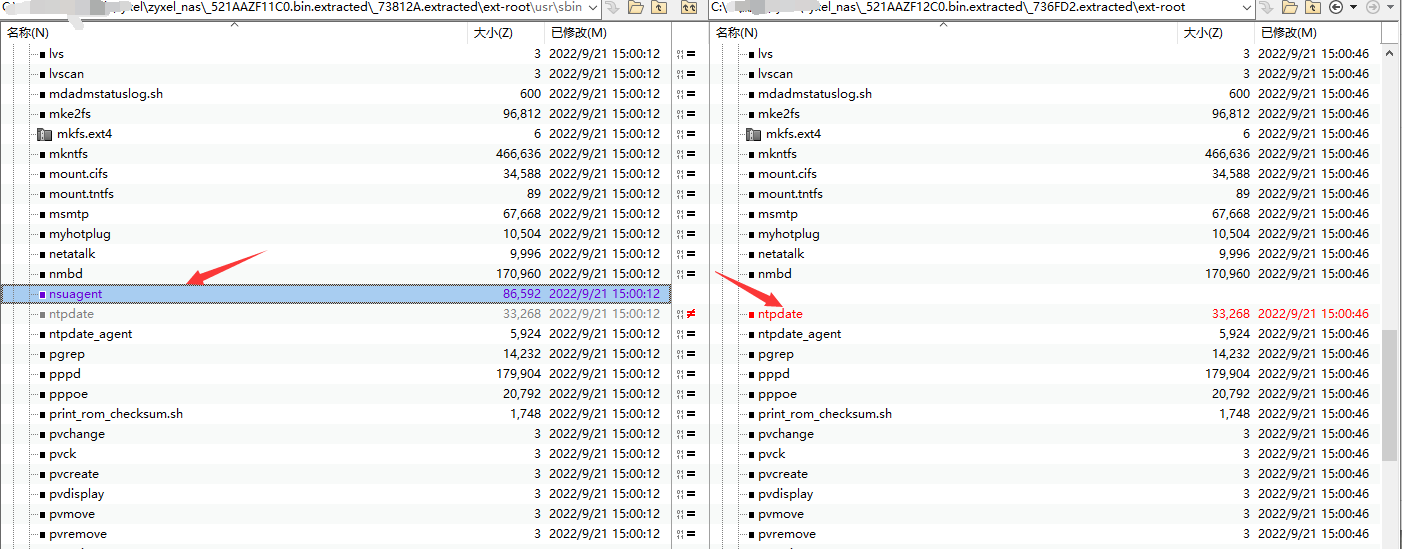 C:\ yxel\zyxel_nas\_521AAZF11C0.bin.extracted\_73812A.extracted\ext-root\usr\sbin C:\ yxel_nas\_521AAZF12C0.bin.extracted\_736FD2.extracted\ext-root
名称(N) 大小(Z) 已修改(M) 名称(N) 大小(Z) 已修改(M)
lvs 3 2022/9/21 15:00:12 = lvs 3 2022/9/21 15:00:46
lvscan 3 2022/9/21 15:00:12 = lvscan 3 2022/9/21 15:00:46
mdadmstatuslog.sh 600 2022/9/21 15:00:12 = mdadmstatuslog.sh 600 2022/9/21 15:00:46
mke2fs 96,812 2022/9/21 15:00:12 = mke2fs 96,812 2022/9/21 15:00:46
mkfs.ext4 6 2022/9/21 15:00:12 = mkfs.ext4 6 2022/9/21 15:00:46
mkntfs 466,636 2022/9/21 15:00:12 = mkntfs 466,636 2022/9/21 15:00:46
mount.cifs 34,588 2022/9/21 15:00:12 = mount.cifs 34,588 2022/9/21 15:00:46
mount.tntfs 89 2022/9/21 15:00:12 = mount.tntfs 89 2022/9/21 15:00:46
msmtp 67,668 2022/9/21 15:00:12 = msmtp 67,668 2022/9/21 15:00:46
myhotplug 10,504 2022/9/21 15:00:12 = myhotplug 10,504 2022/9/21 15:00:46
netatalk 9,996 2022/9/21 15:00:12 = netatalk 9,996 2022/9/21 15:00:46
nmbd 170,960 2022/9/21 15:00:12 = nmbd 170,960 2022/9/21 15:00:46
nsuagent 86,592 2022/9/21 15:00:12
ntpdate 33,268 2022/9/21 15:00:12 ≠ ntpdate 33,268 2022/9/21 15:00:46
ntpdate_agent 5,924 2022/9/21 15:00:12 = ntpdate_agent 5,924 2022/9/21 15:00:46
pgrep 14,232 2022/9/21 15:00:12 = pgrep 14,232 2022/9/21 15:00:46
pppd 179,904 2022/9/21 15:00:12 = pppd 179,904 2022/9/21 15:00:46
pppoe 20,792 2022/9/21 15:00:12 = pppoe 20,792 2022/9/21 15:00:46
print_rom_checksum.sh 1,748 2022/9/21 15:00:12 = print_rom_checksum.sh 1,748 2022/9/21 15:00:46
pvchange 3 2022/9/21 15:00:12 = pvchange 3 2022/9/21 15:00:46
pvck 3 2022/9/21 15:00:12 = pvck 3 2022/9/21 15:00:46
pvcreate 3 2022/9/21 15:00:12 = pvcreate 3 2022/9/21 15:00:46
pvdisplay 3 2022/9/21 15:00:12 = pvdisplay 3 2022/9/21 15:00:46
pvmove 3 2022/9/21 15:00:12 = pvmove 3 2022/9/21 15:00:46
pvremove 3 2022/9/21 15:00:12 = pvremove 3 2022/9/21 15:00:46